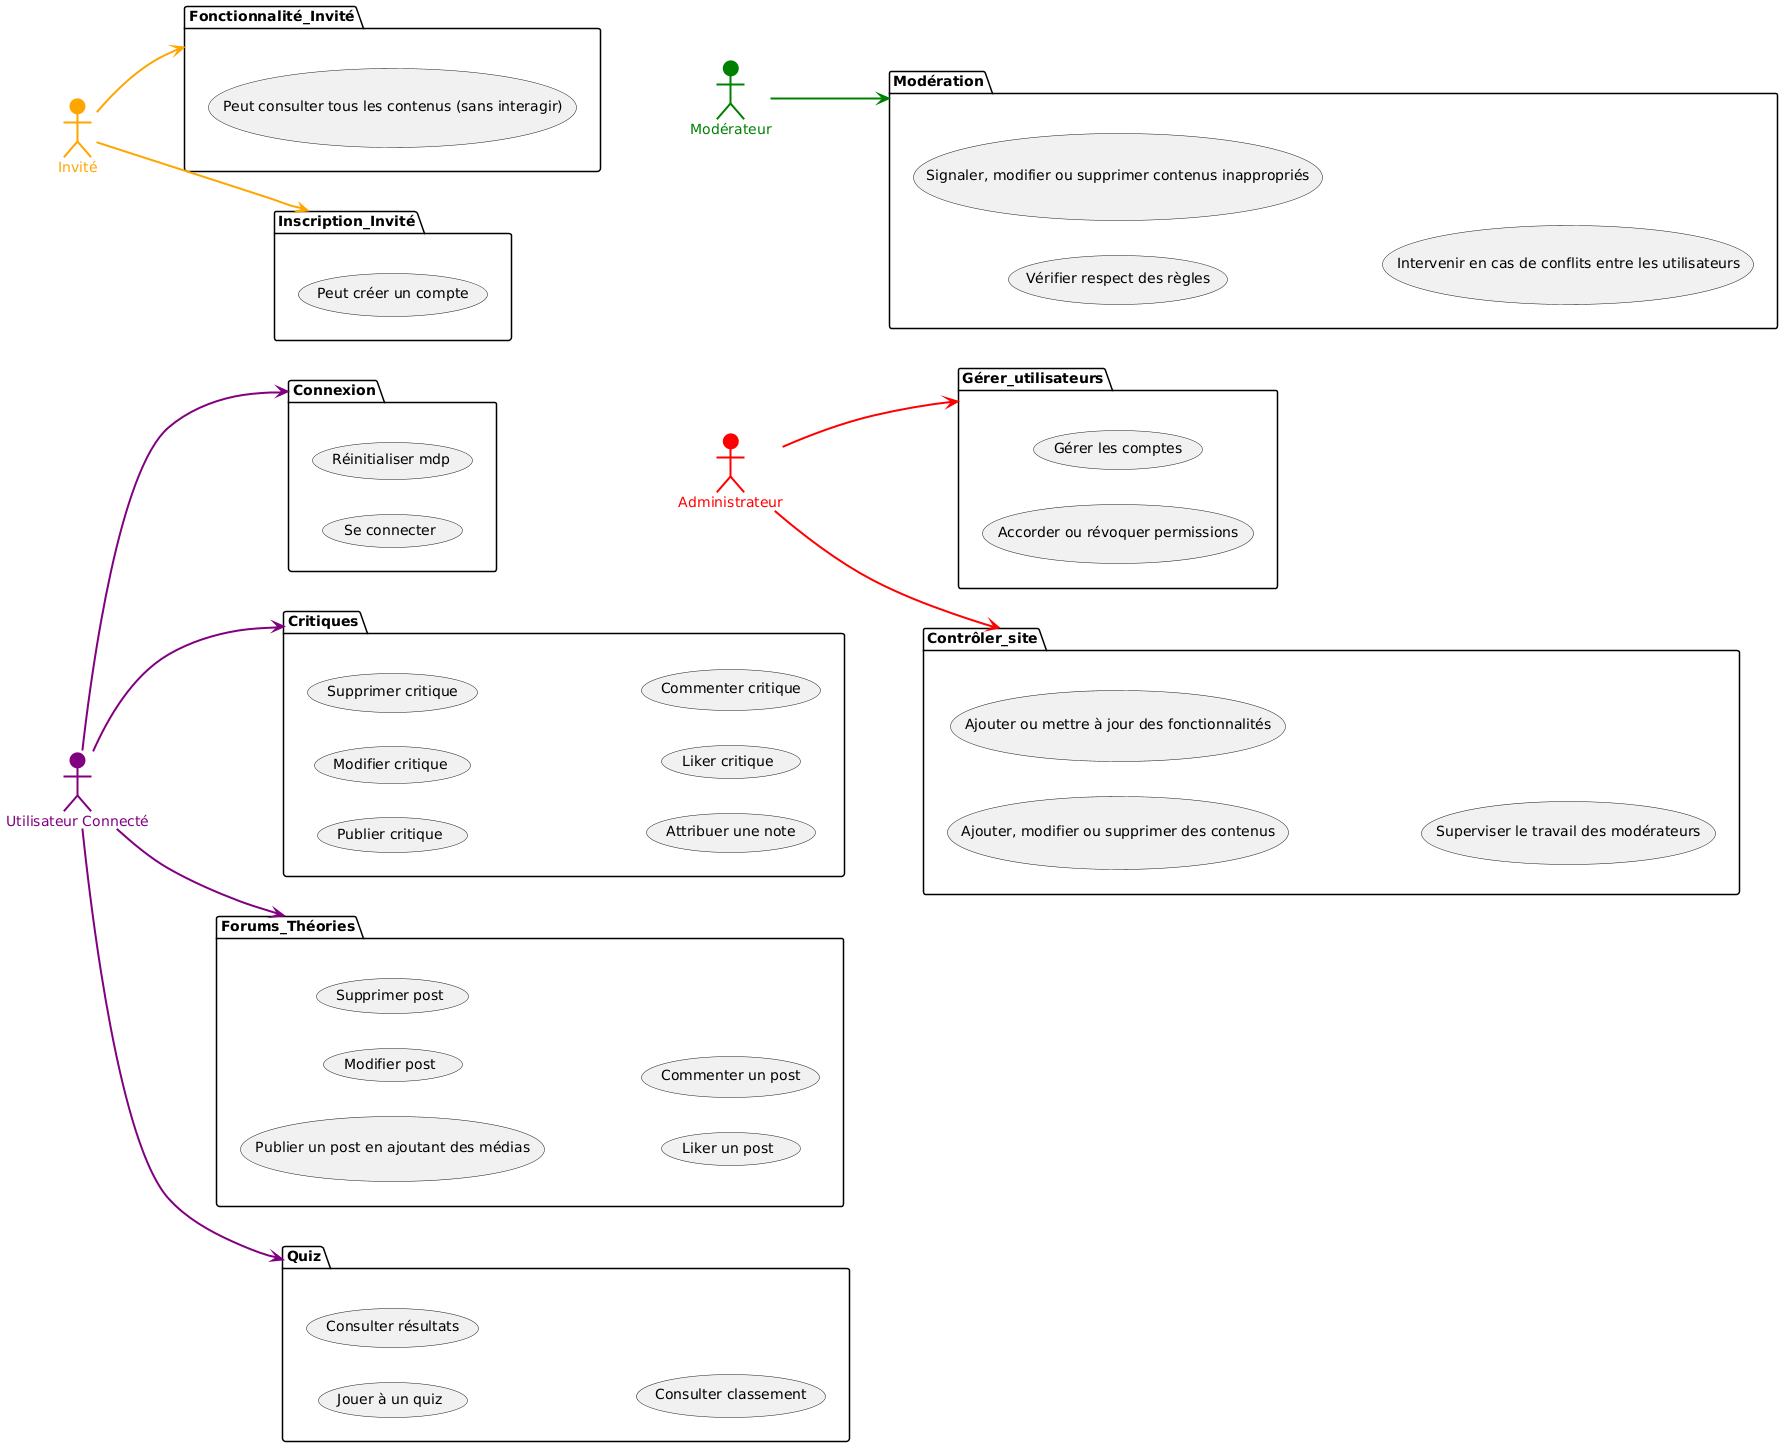 Fonctionnalité_Invité
Peut consulter tous les contenus (sans interagir)
Invité
Inscription_Invité
Peut créer un compte
Modérateur
Modération
Signaler, modifier ou supprimer contenus inappropriés
Vérifier respect des règles
Intervenir en cas de conflits entre les utilisateurs
Connexion
Réinitialiser mdp
Se connecter
Administrateur
Gérer_utilisateurs
Gérer les comptes
Accorder ou révoquer permissions
Contrôler_site
Ajouter ou mettre à jour des fonctionnalités
Ajouter, modifier ou supprimer des contenus
Superviser le travail des modérateurs
Utilisateur Connecté
Critiques
Supprimer critique
Commenter critique
Modifier critique
Liker critique
Publier critique
Attribuer une note
Forums_Théories
Supprimer post
Modifier post
Commenter un post
Publier un post en ajoutant des médias
Liker un post
Quiz
Consulter résultats
Jouer à un quiz
Consulter classement